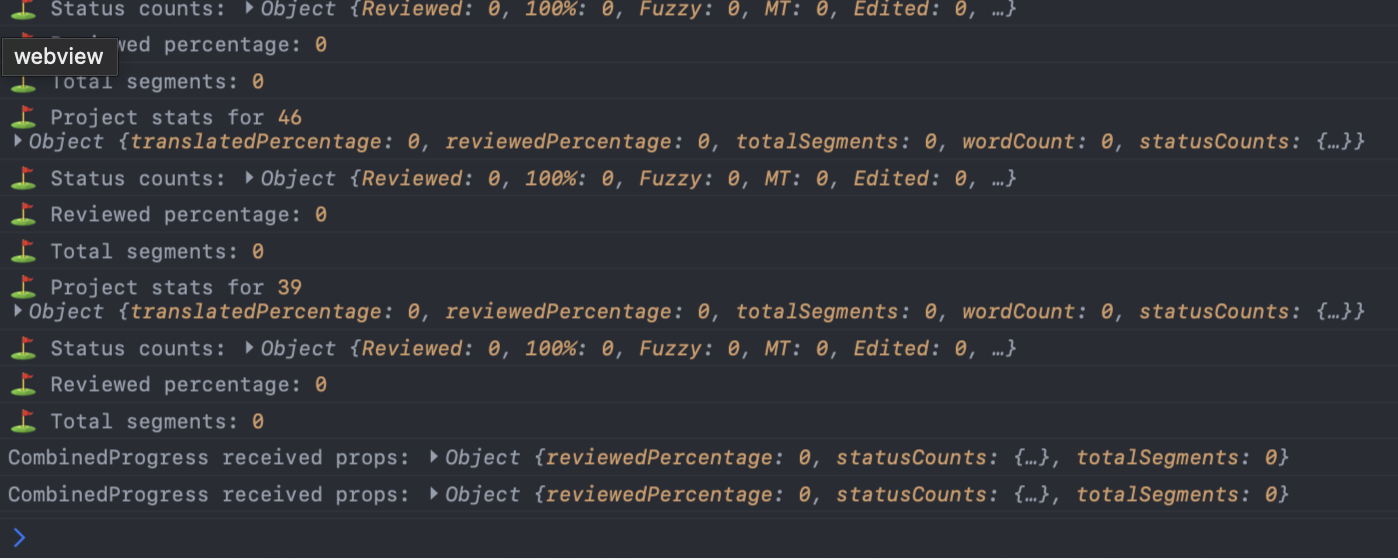 ⛳ Status counts: ▶Object {Reviewed: 0, 100%: 0, Fuzzy: 0, MT: 0, Edited: 0, …}
percentage: 0
webview
⛳ Total segments: 0
⛳ Project stats for 46
▶Object {translatedPercentage: 0, reviewedPercentage: 0, totalSegments: 0, wordCount: 0, statusCounts: {…}}
⛳ Status counts: ▶Object {Reviewed: 0, 100%: 0, Fuzzy: 0, MT: 0, Edited: 0, …}
⛳ Reviewed percentage: 0
⛳ Total segments: 0
⛳ Project stats for 39
▶Object {translatedPercentage: 0, reviewedPercentage: 0, totalSegments: 0, wordCount: 0, statusCounts: {…}}
⛳ Status counts: ▶Object {Reviewed: 0, 100%: 0, Fuzzy: 0, MT: 0, Edited: 0, …}
⛳ Reviewed percentage: 0
⛳ Total segments: 0
CombinedProgress received props: ▶Object {reviewedPercentage: 0, statusCounts: {…}, totalSegments: 0}
CombinedProgress received props: ▶Object {reviewedPercentage: 0, statusCounts: {…}, totalSegments: 0}